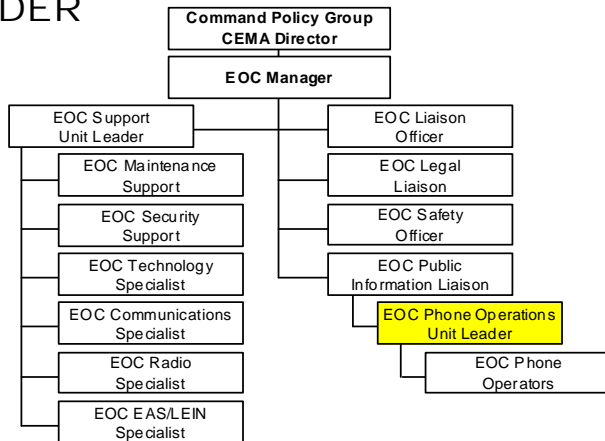 DER
Command Policy Group
CEMA Director
EOC Manager
EOC Support
Unit Leader
EOC Liaison
Officer
EOC Maintenance
Support
EOC Legal
Liaison
EOC Security
Support
EOC Safety
Officer
EOC Technology
Specialist
EOC Public
Information Liaison
EOC Communications
Specialist
EOC Phone Operations
Unit Leader
EOC Radio
Specialist
EOC Phone
Operators
EOC EAS/LEIN
Specialist